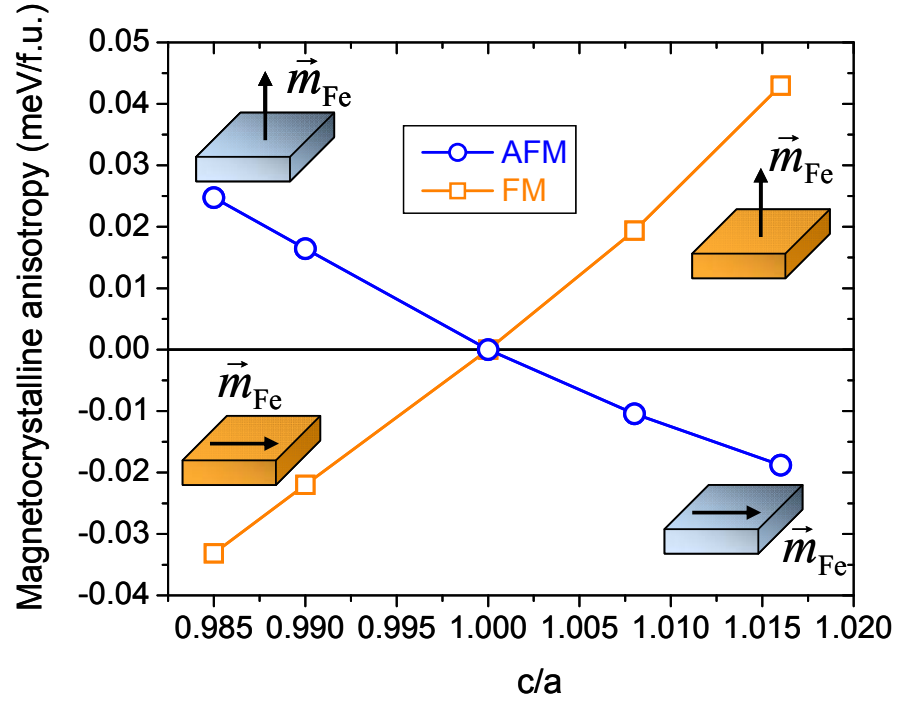 Magnetocrystalline anisotropy (meV/f.u.)
0.05
0.04
0.03
0.02
0.01
0.00
-0.01
-0.02
-0.03
-0.04
m⃗Fe
AFM
FM
m⃗Fe
m⃗Fe
m⃗Fe
0.985 0.990 0.995 1.000 1.005 1.010 1.015 1.020
c/a